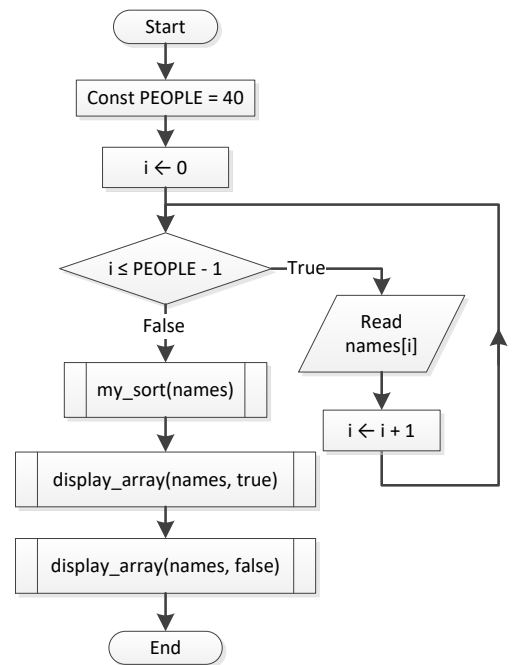 Start
Const PEOPLE = 40
i ← 0
i ≤ PEOPLE - 1
True
False
Read
names[i]
my_sort(names)
i ← i + 1
display_array(names, true)
display_array(names, false)
End